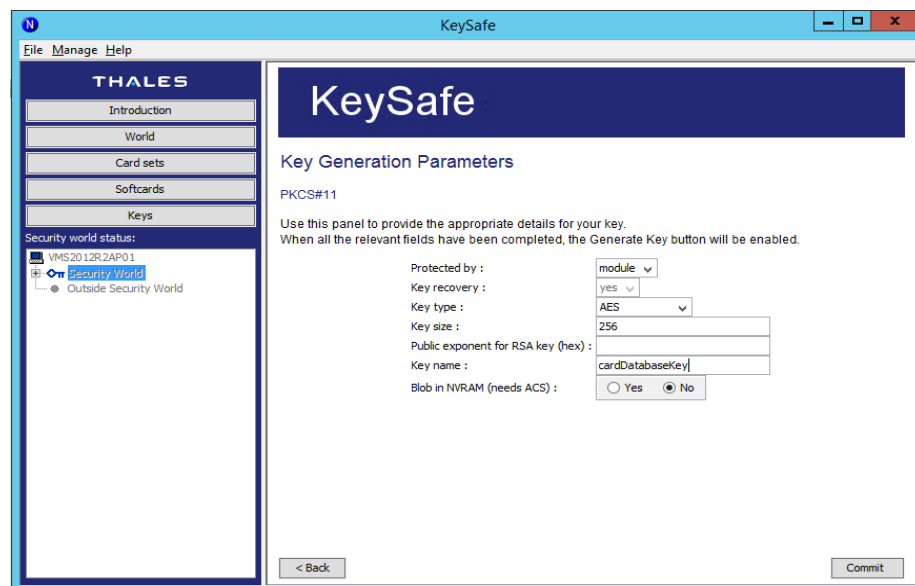 N
KeySafe
File Manage Help
THALES
Introduction
World
Card sets
Softcards
Keys
Security world status:
VMS2012R2AP01
Security World
Outside Security World
KeySafe
Key Generation Parameters
PKCS#11
Use this panel to provide the appropriate details for your key.
When all the relevant fields have been completed, the Generate Key button will be enabled.
Protected by : module
Key recovery : yes
Key type : AES
Key size : 256
Public exponent for RSA key (hex) :
Key name : cardDatabaseKey
Blob in NVRAM (needs ACS) : Yes No
< Back
Commit